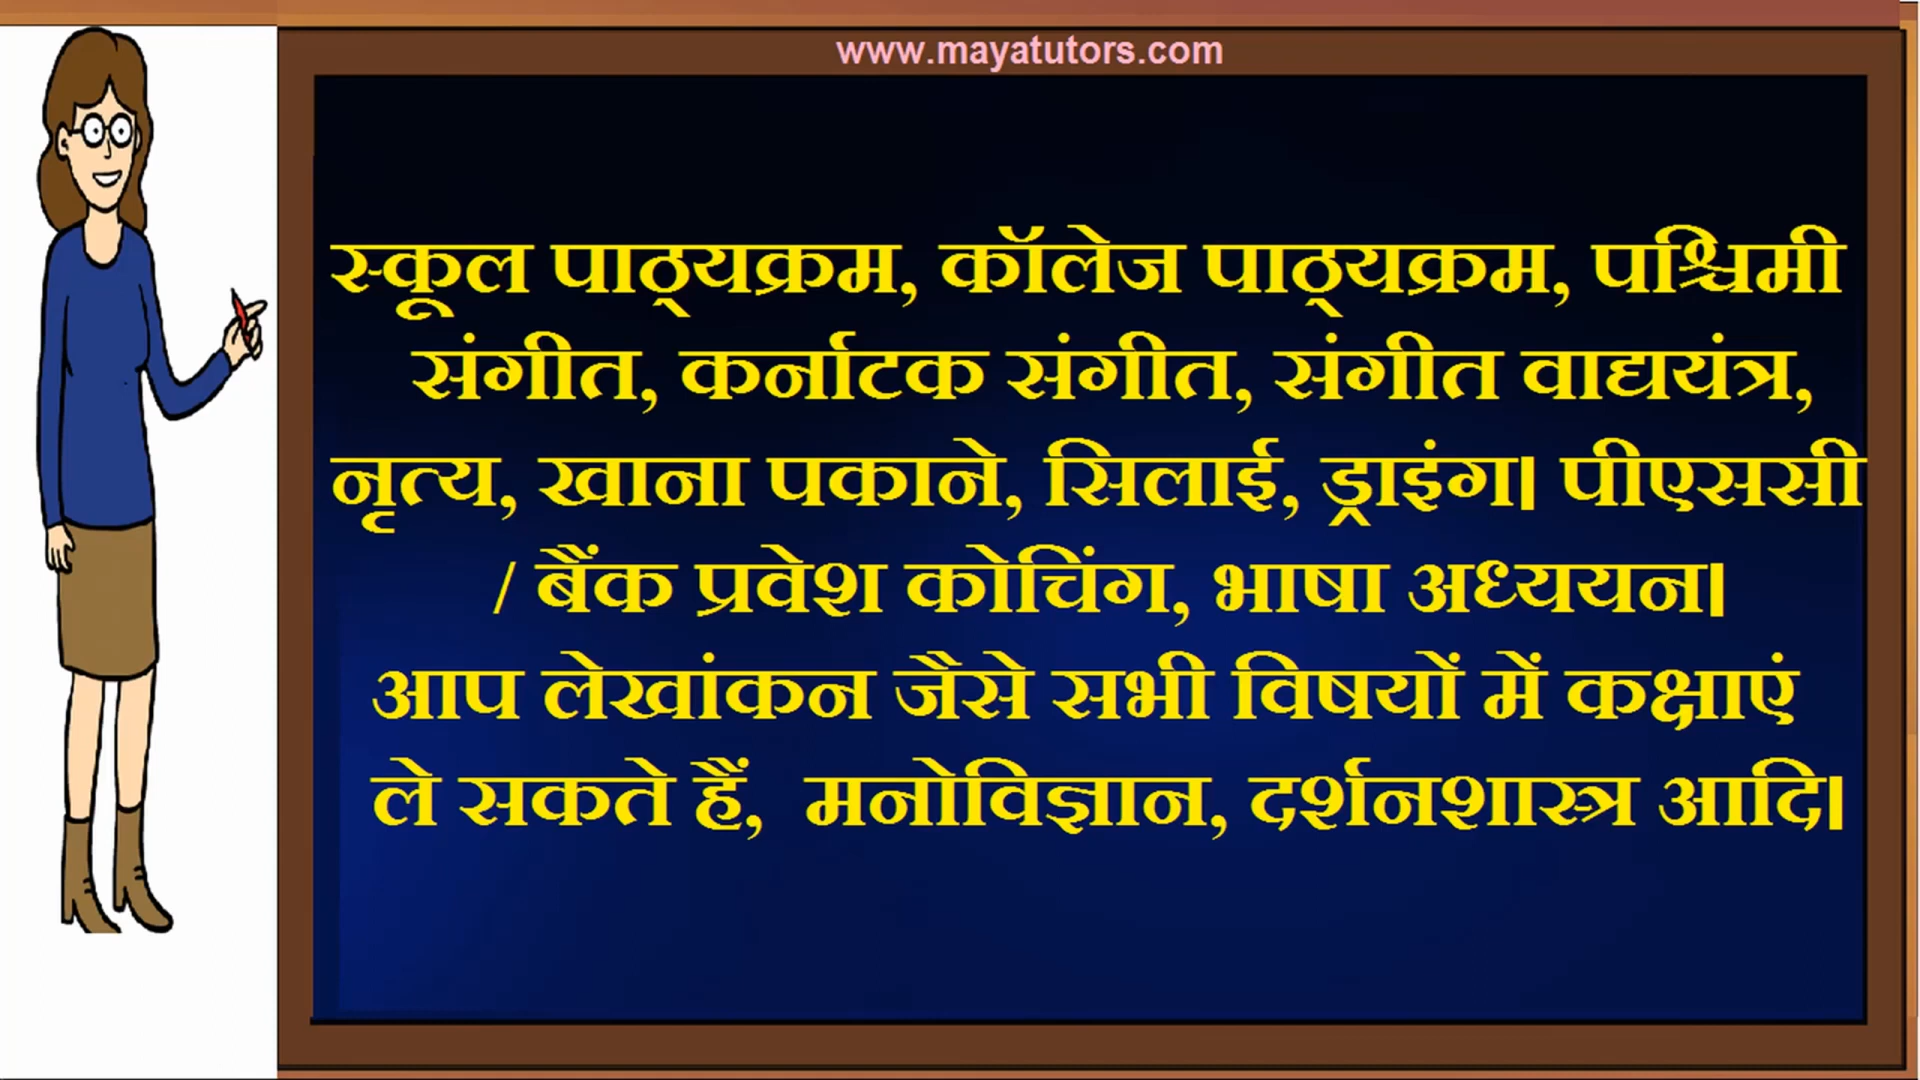 www.mayatutors.com
स्कूल पाठ्यक्रम, कॉलेज पाठ्यक्रम, पश्चिमी
संगीत, कर्नाटक संगीत, संगीत वाद्ययंत्र,
नृत्य, खाना पकाने, सिलाई, ड्राइंग। पीएससी
/ बैंक प्रवेश कोचिंग, भाषा अध्ययन।
आप लेखांकन जैसे सभी विषयों में कक्षाएं
ले सकते हैं, मनोविज्ञान, दर्शनशास्त्र आदि।